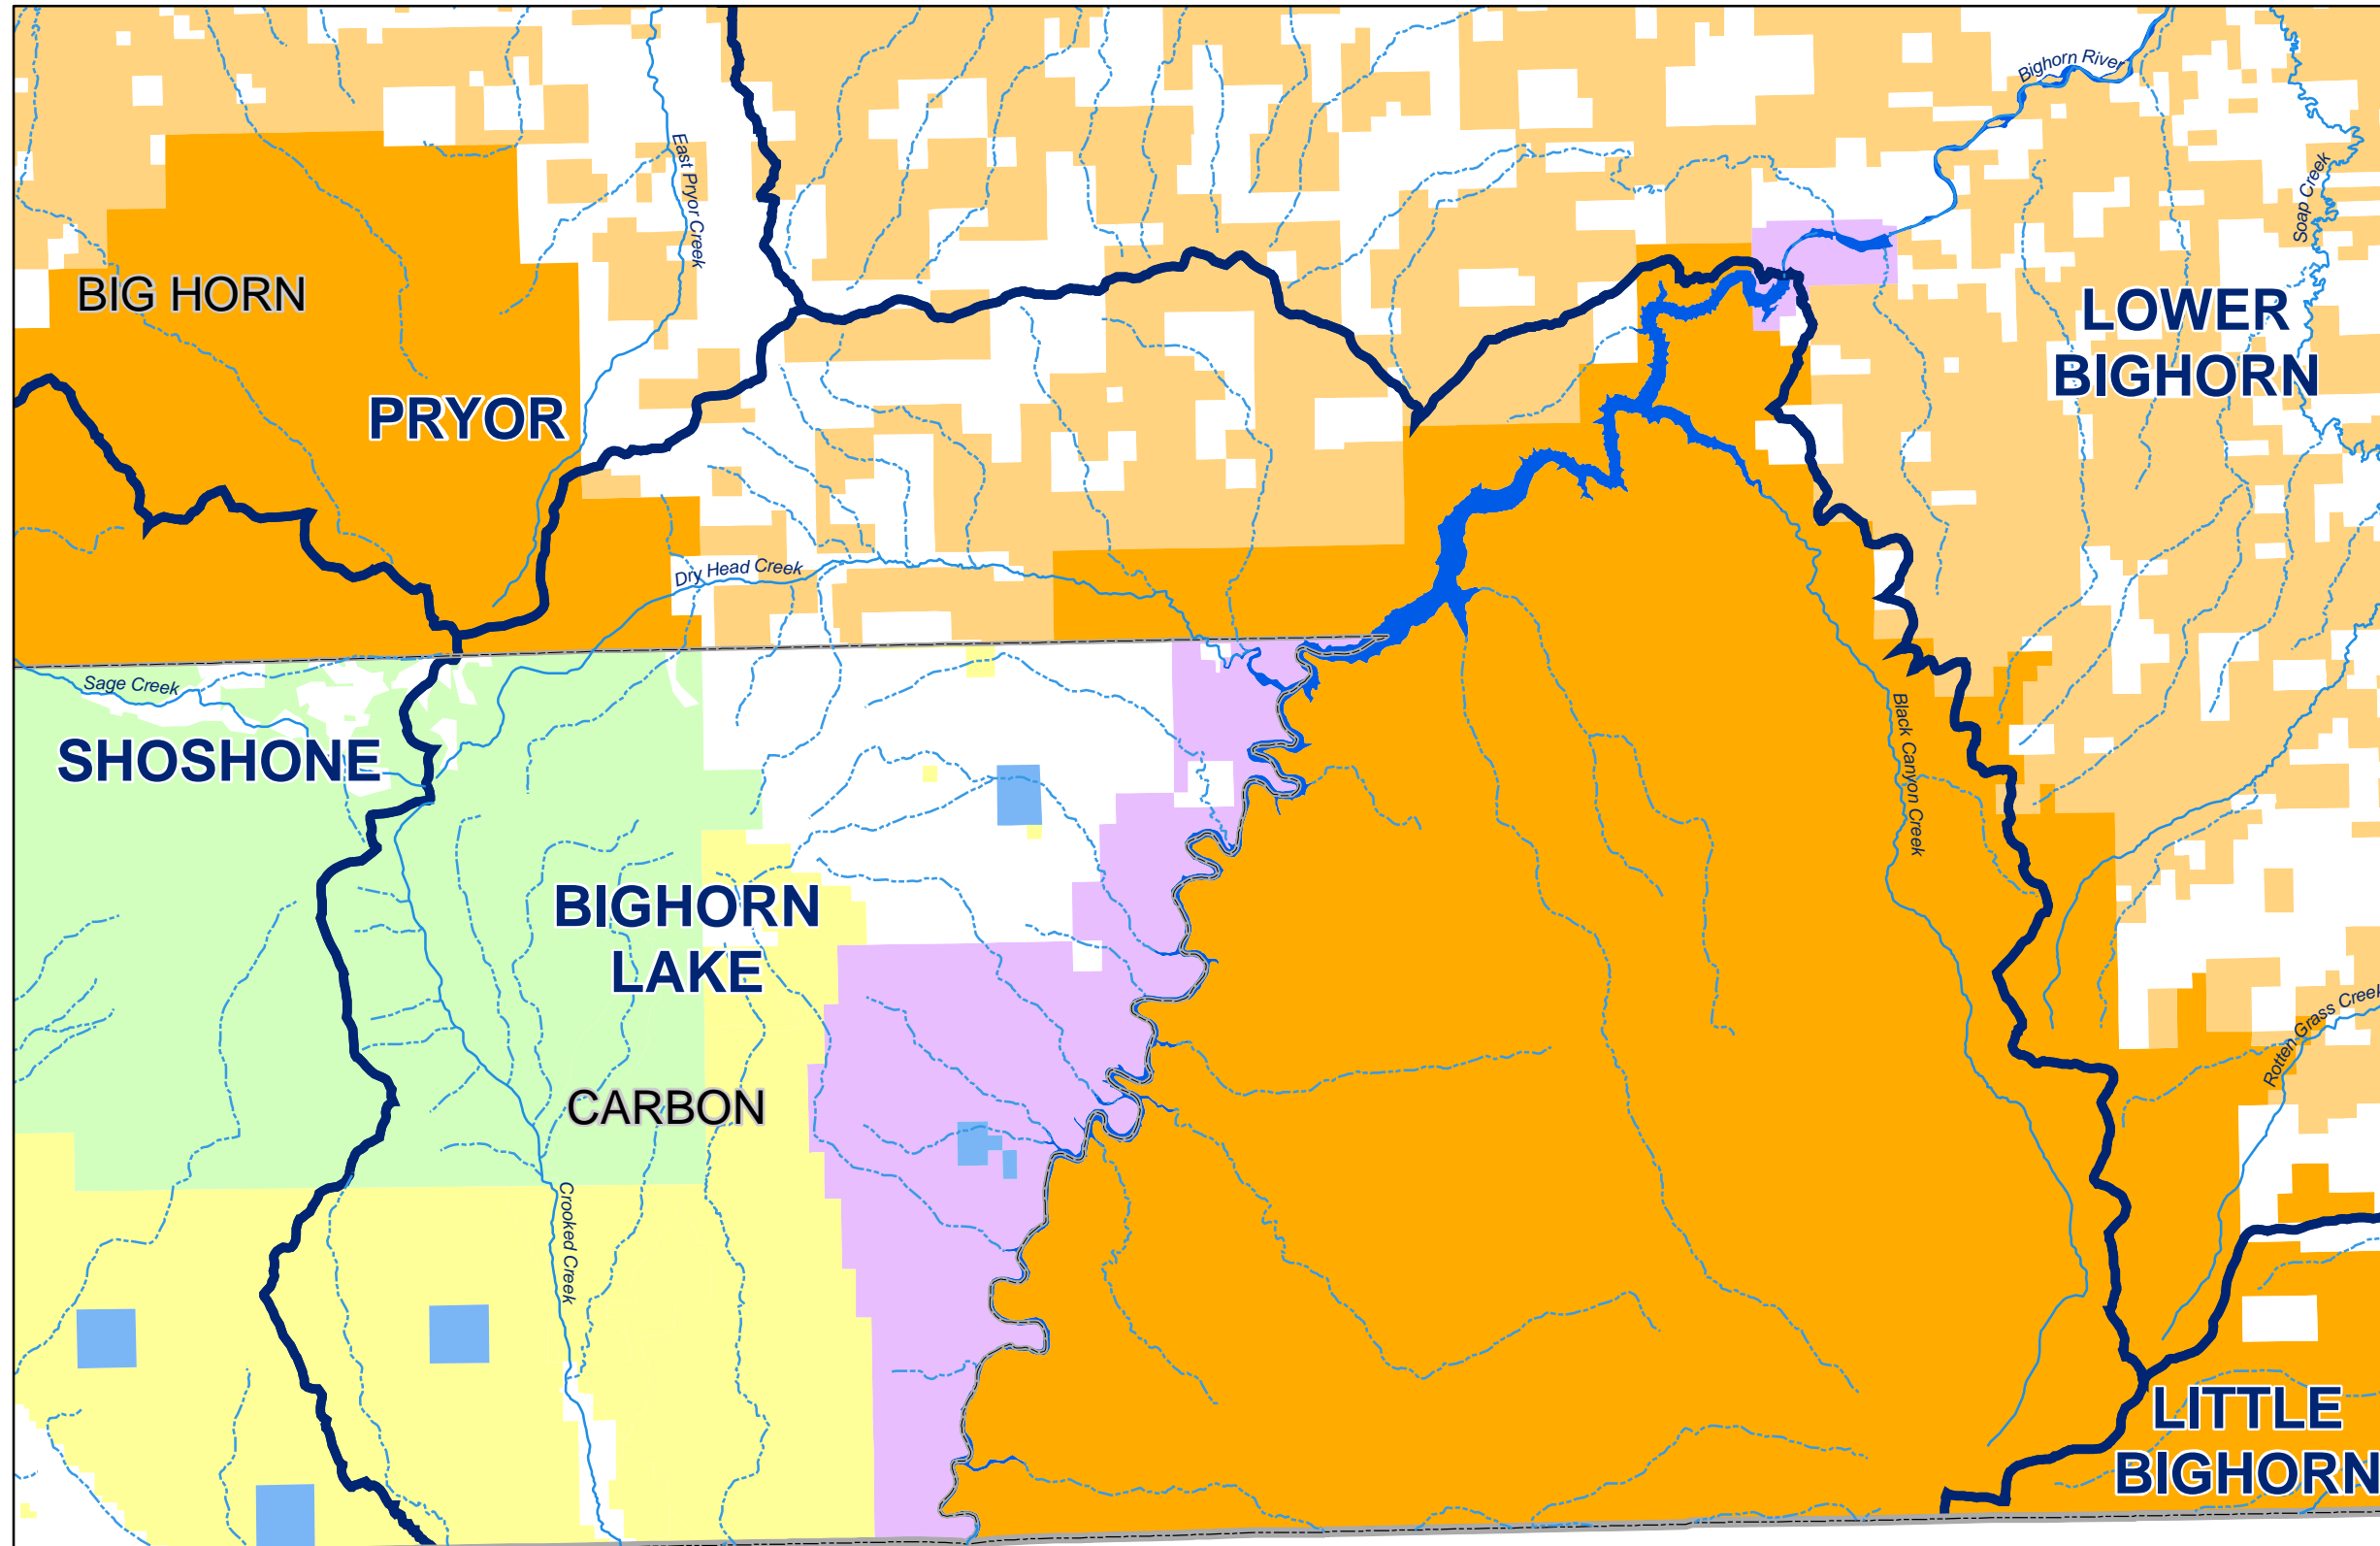 Bighorn River
East Pryor Creek
Soap Creek
BIG HORN
LOWER
BIGHORN
PRYOR
Dry Head Creek
Sage Creek
SHOSHONE
Black Canyon Creek
BIGHORN
LAKE
Rotten Grass Creek
CARBON
Crooked Creek
LITTLE
BIGHORN